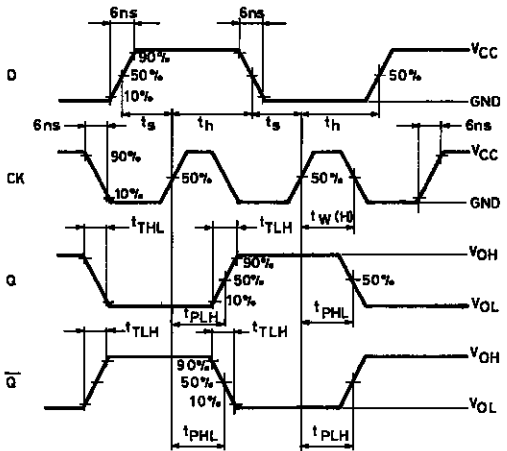 6ns 6ns
D 90% 50% 10% 50% VCC GND
ts th ts th
6ns 6ns
CK 90% 10% 50% 50% VCC GND
tTHL tTLH tW(H)
Q 90% 50% 10% 50% VOH VOL
tPLH tPHL
tTLH tTLH
Q̅ 90% 50% 10% VOH VOL
tPHL tPLH